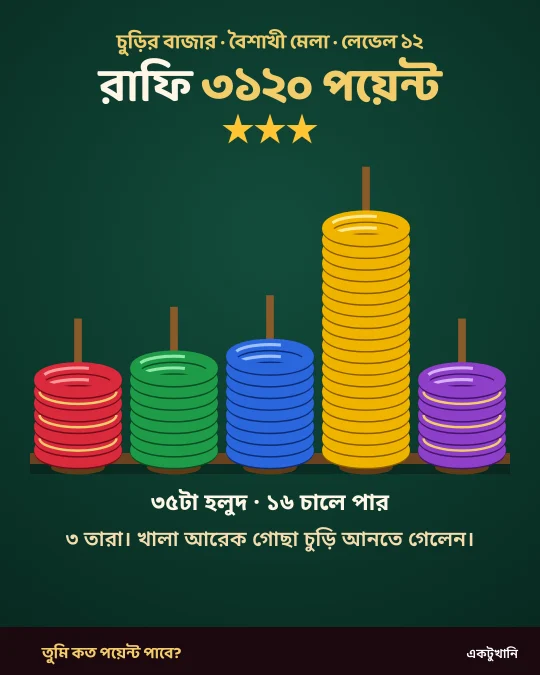 চুড়ির বাজার · বৈশাখী মেলা · লেভেল ১২
রাফি ৩১২০ পয়েন্ট
৩৫টা হলুদ · ১৬ চালে পার
৩ তারা। খালা আরেক গোছা চুড়ি আনতে গেলেন।
তুমি কত পয়েন্ট পাবে?
একটুখানি